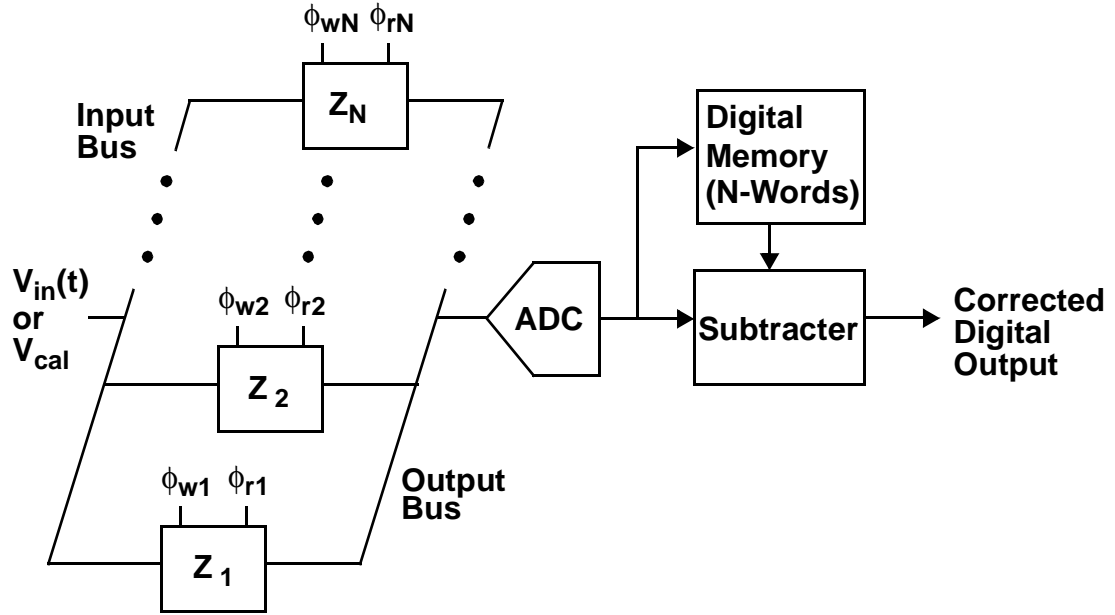 ϕwN ϕrN
ZN
Input
Bus
Digital
Memory
(N-Words)
Vin(t)
or
Vcal
ϕw2 ϕr2
Z 2
ADC
Subtracter
Corrected
Digital
Output
Output
Bus
ϕw1 ϕr1
Z 1